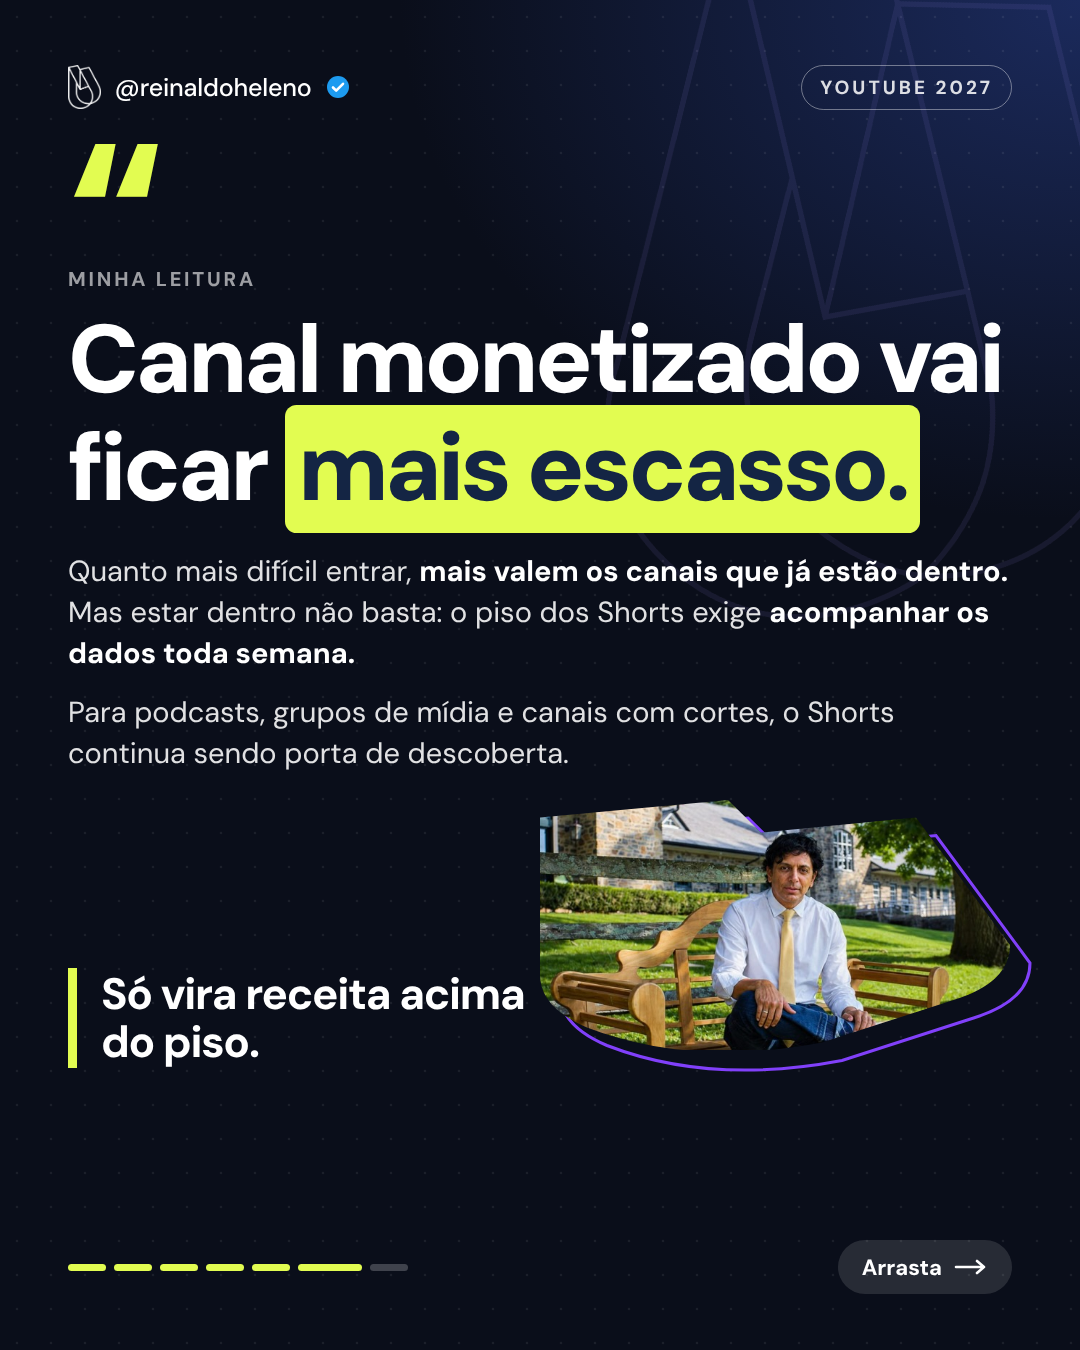 @reinaldoheleno
YOUTUBE 2027
“
MINHA LEITURA
Canal monetizado vai
ficar mais escasso.
Quanto mais difícil entrar, mais valem os canais que já estão dentro.
Mas estar dentro não basta: o piso dos Shorts exige acompanhar os
dados toda semana.
Para podcasts, grupos de mídia e canais com cortes, o Shorts
continua sendo porta de descoberta.
Só vira receita acima
do piso.
Arrasta →